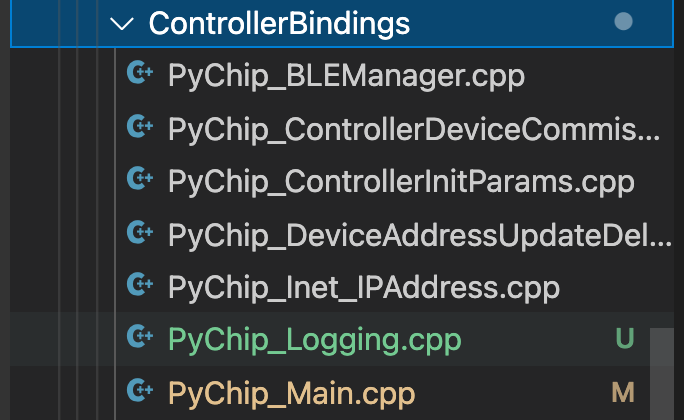 ControllerBindings
PyChip_BLEManager.cpp
PyChip_ControllerDeviceCommis...
PyChip_ControllerInitParams.cpp
PyChip_DeviceAddressUpdateDel...
PyChip_Inet_IPAddress.cpp
PyChip_Logging.cpp U
PyChip_Main.cpp M